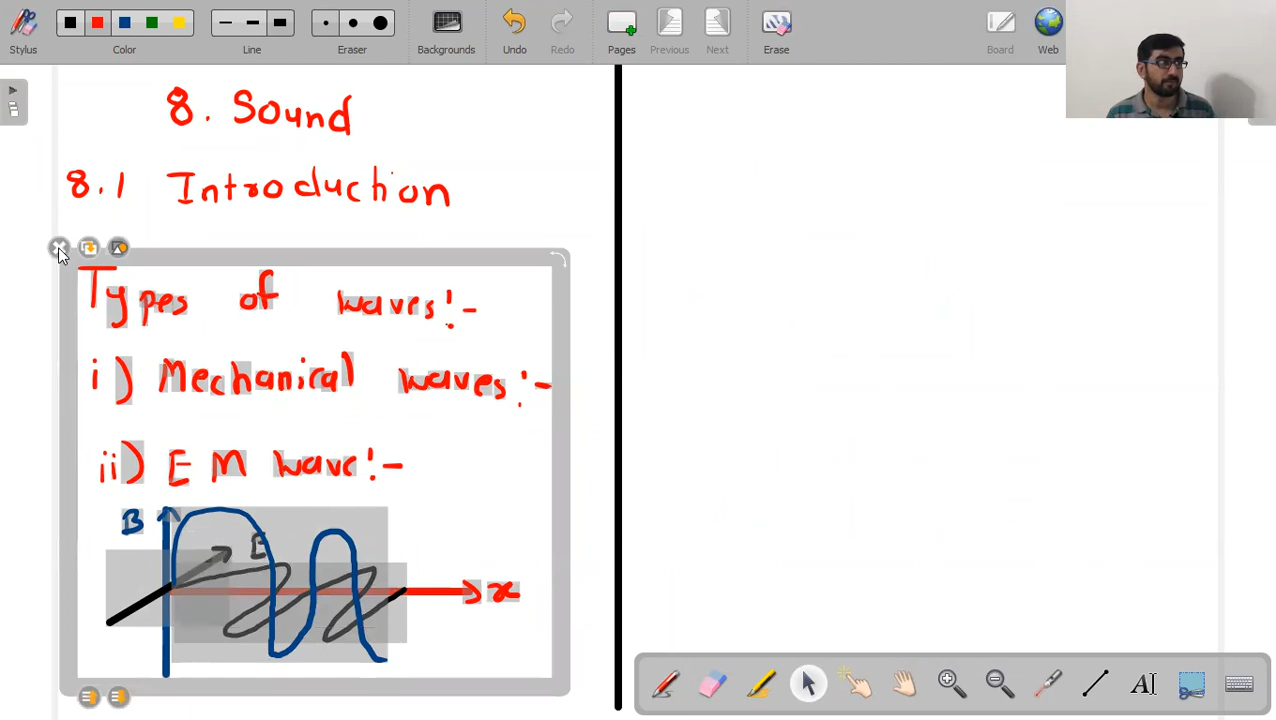 Stylus Color Line Eraser Backgrounds Undo Redo Pages Previous Next Erase Board Web
8. Sound
8.1 Introduction
Types of waves:-
i) Mechanical waves:-
ii) E M wave:-
B
E
x